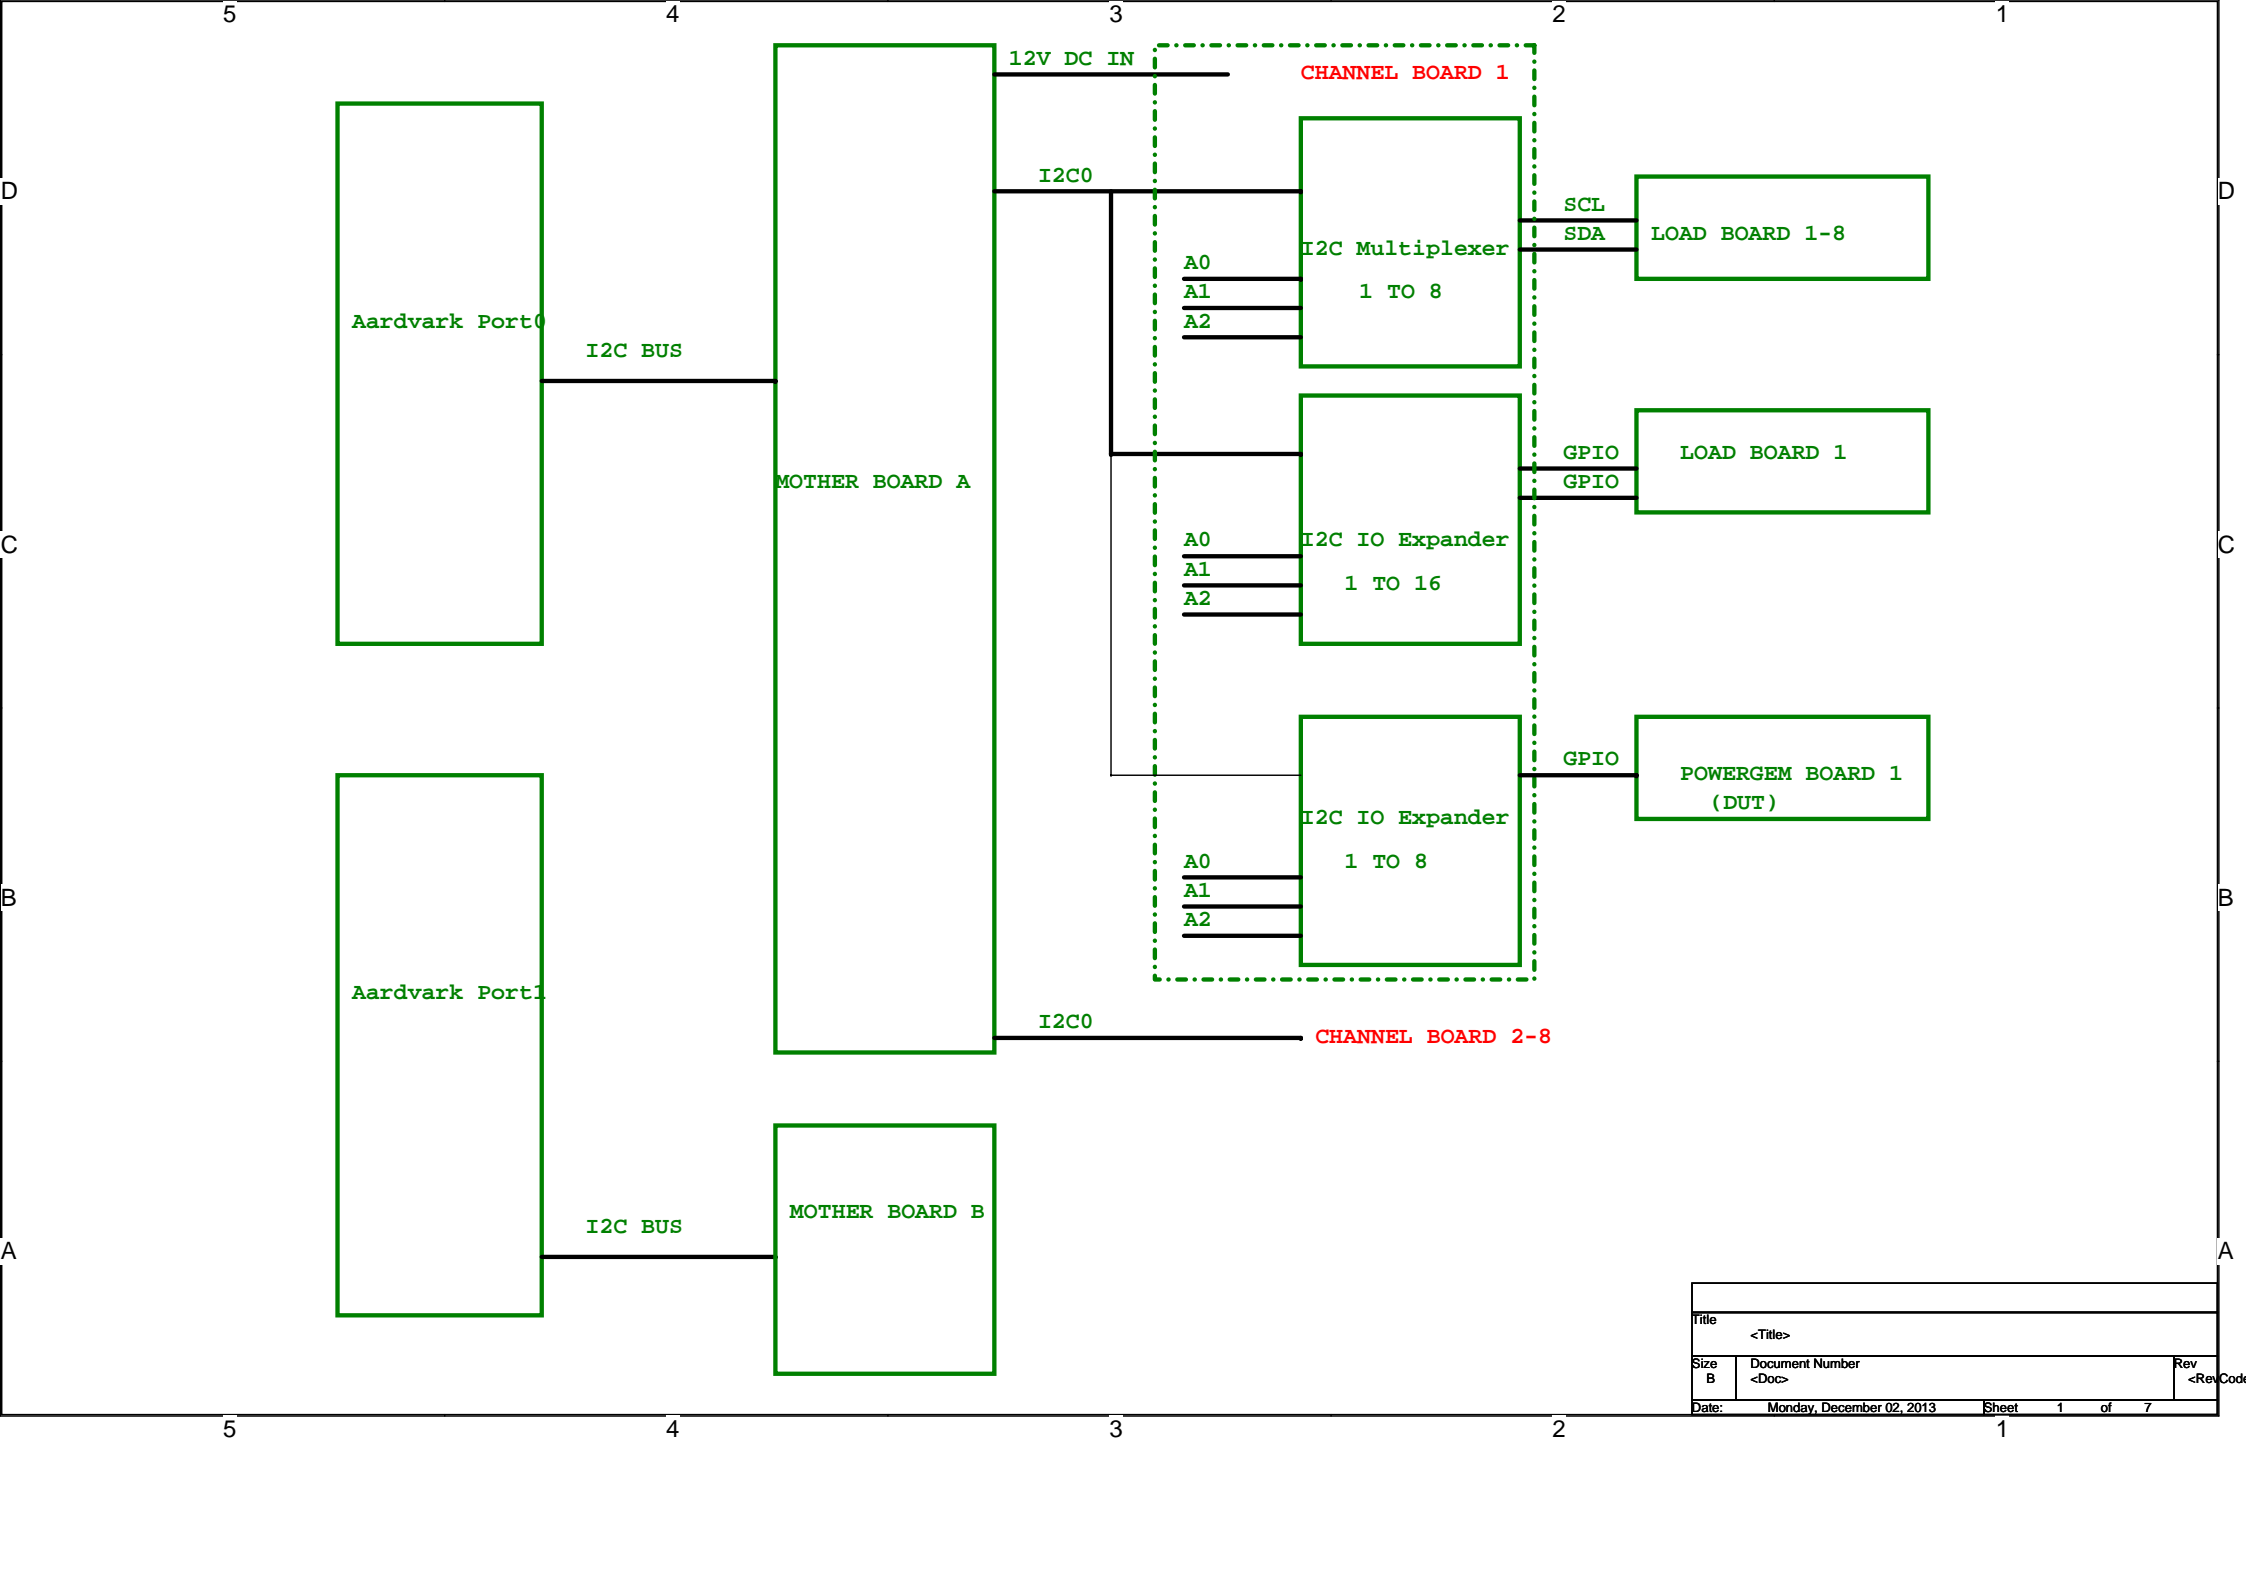 5 4 3 2 1
12V DC IN
CHANNEL BOARD 1
D D
I2C0
SCL
SDA
LOAD BOARD 1-8
I2C Multiplexer
1 TO 8
A0
A1
A2
Aardvark Port0
I2C BUS
MOTHER BOARD A
GPIO
GPIO
LOAD BOARD 1
C C
I2C IO Expander
1 TO 16
A0
A1
A2
GPIO
POWERGEM BOARD 1
(DUT)
I2C IO Expander
1 TO 8
A0
A1
A2
B B
Aardvark Port1
I2C0
CHANNEL BOARD 2-8
MOTHER BOARD B
I2C BUS
A A
Title
<Title>
Size Document Number Rev
B <Doc> <RevCode
Date: Monday, December 02, 2013 Sheet 1 of 7
5 4 3 2 1